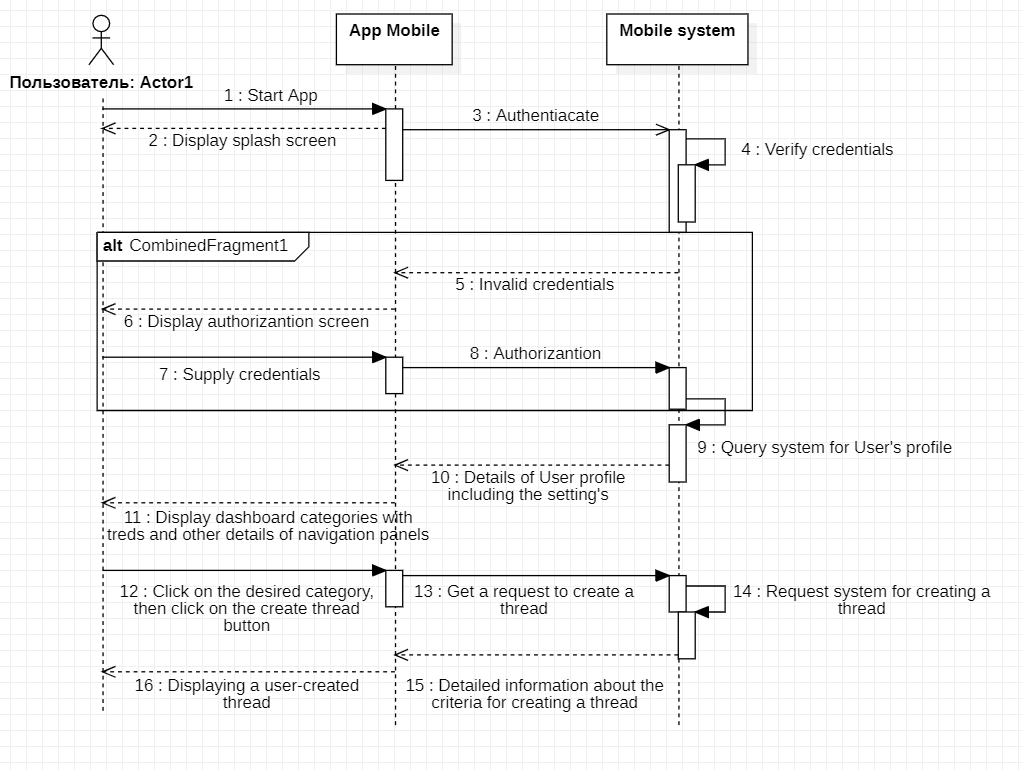 App Mobile
Mobile system
Пользователь: Actor1
1 : Start App
2 : Display splash screen
3 : Authentiacate
4 : Verify credentials
alt CombinedFragment1
5 : Invalid credentials
6 : Display authorizantion screen
7 : Supply credentials
8 : Authorizantion
9 : Query system for User's profile
10 : Details of User profile
including the setting's
11 : Display dashboard categories with
treds and other details of navigation panels
12 : Click on the desired category,
then click on the create thread
button
13 : Get a request to create a
thread
14 : Request system for creating a
thread
16 : Displaying a user-created
thread
15 : Detailed information about the
criteria for creating a thread